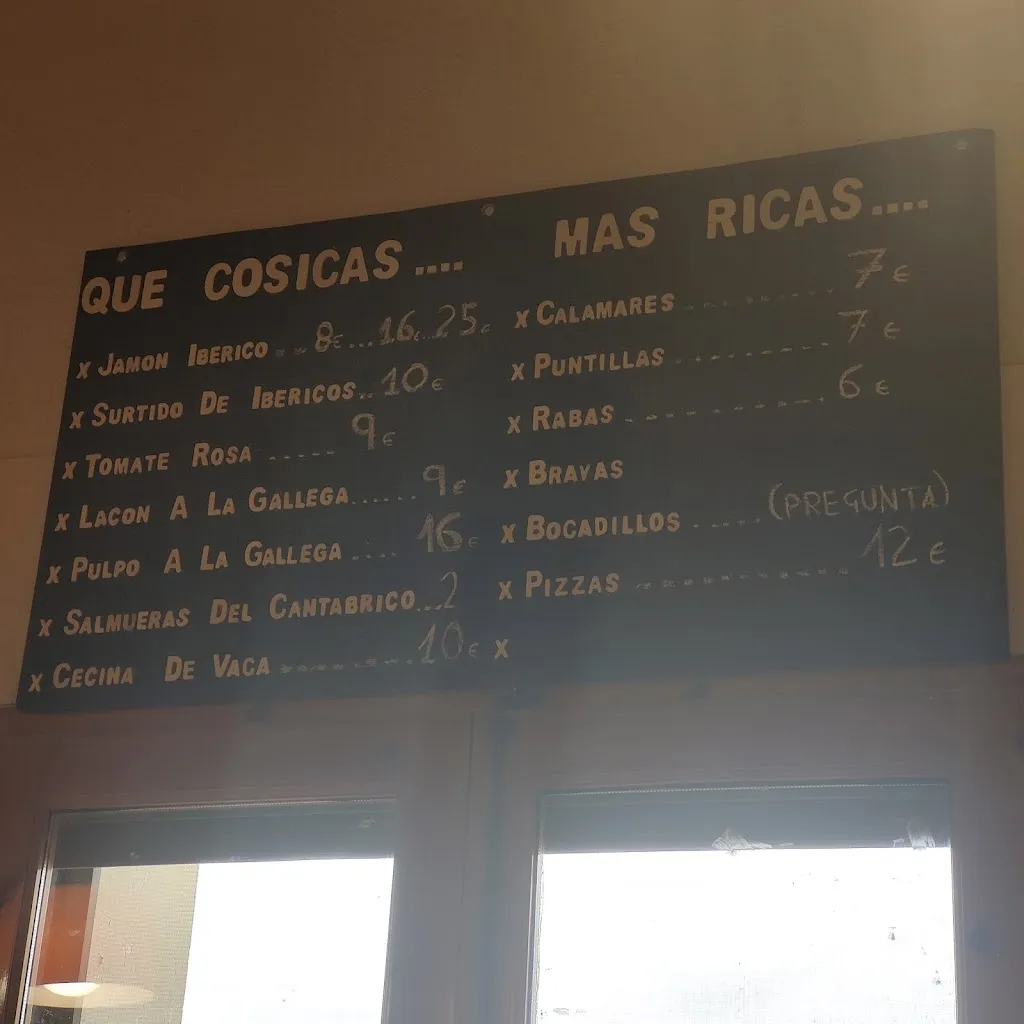 QUE COSICAS.... MAS RICAS....
x JAMON IBERICO ..... 8€...16€..25€
x SURTIDO DE IBERICOS.. 10€
x TOMATE ROSA ..... 9€
x LACON A LA GALLEGA...... 9€
x PULPO A LA GALLEGA .... 16€
x SALMUERAS DEL CANTABRICO...2
x CECINA DE VACA .......... 10€
x CALAMARES .......... 7€
x PUNTILLAS .......... 7€
x RABAS .......... 6€
x BRAVAS
x BOCADILLOS ..... (PREGUNTA)
x PIZZAS .......... 12€
x